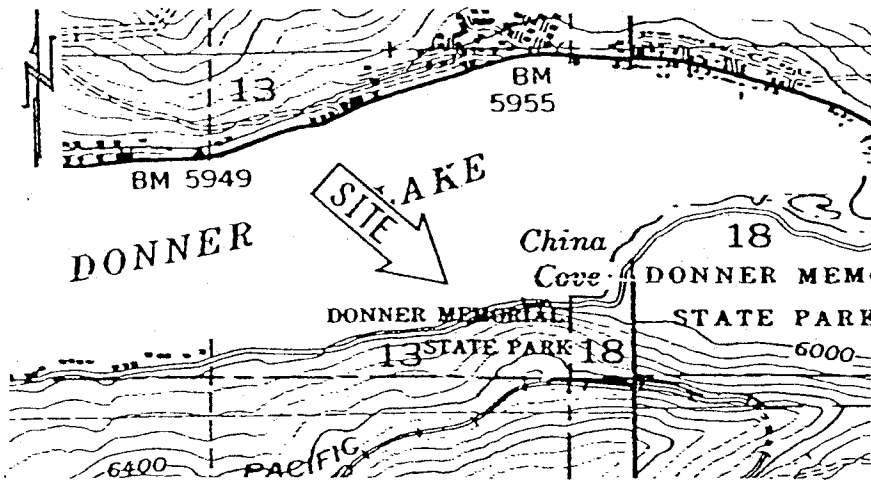 N
13
BM
5955
BM 5949
SITE
DONNER LAKE
China
Cove
18
DONNER MEMO
STATE PARK
DONNER MEMORIAL
STATE PARK
13
18
6000
6400
PACIFIC